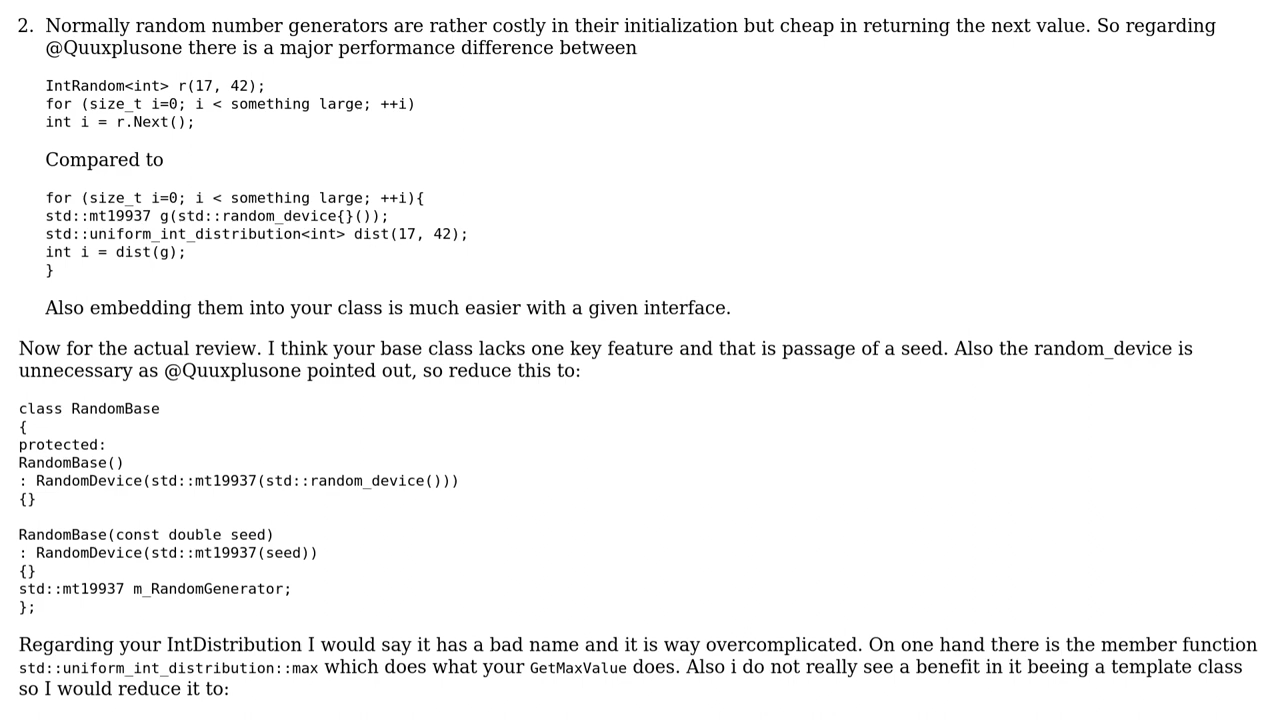 2. Normally random number generators are rather costly in their initialization but cheap in returning the next value. So regarding
@Quuxplusone there is a major performance difference between
IntRandom<int> r(17, 42);
for (size_t i=0; i < something large; ++i)
int i = r.Next();
Compared to
for (size_t i=0; i < something large; ++i){
std::mt19937 g(std::random_device{}());
std::uniform_int_distribution<int> dist(17, 42);
int i = dist(g);
}
Also embedding them into your class is much easier with a given interface.
Now for the actual review. I think your base class lacks one key feature and that is passage of a seed. Also the random_device is
unnecessary as @Quuxplusone pointed out, so reduce this to:
class RandomBase
{
protected:
RandomBase()
: RandomDevice(std::mt19937(std::random_device()))
{}
RandomBase(const double seed)
: RandomDevice(std::mt19937(seed))
{}
std::mt19937 m_RandomGenerator;
};
Regarding your IntDistribution I would say it has a bad name and it is way overcomplicated. On one hand there is the member function
std::uniform_int_distribution::max which does what your GetMaxValue does. Also i do not really see a benefit in it beeing a template class
so I would reduce it to: